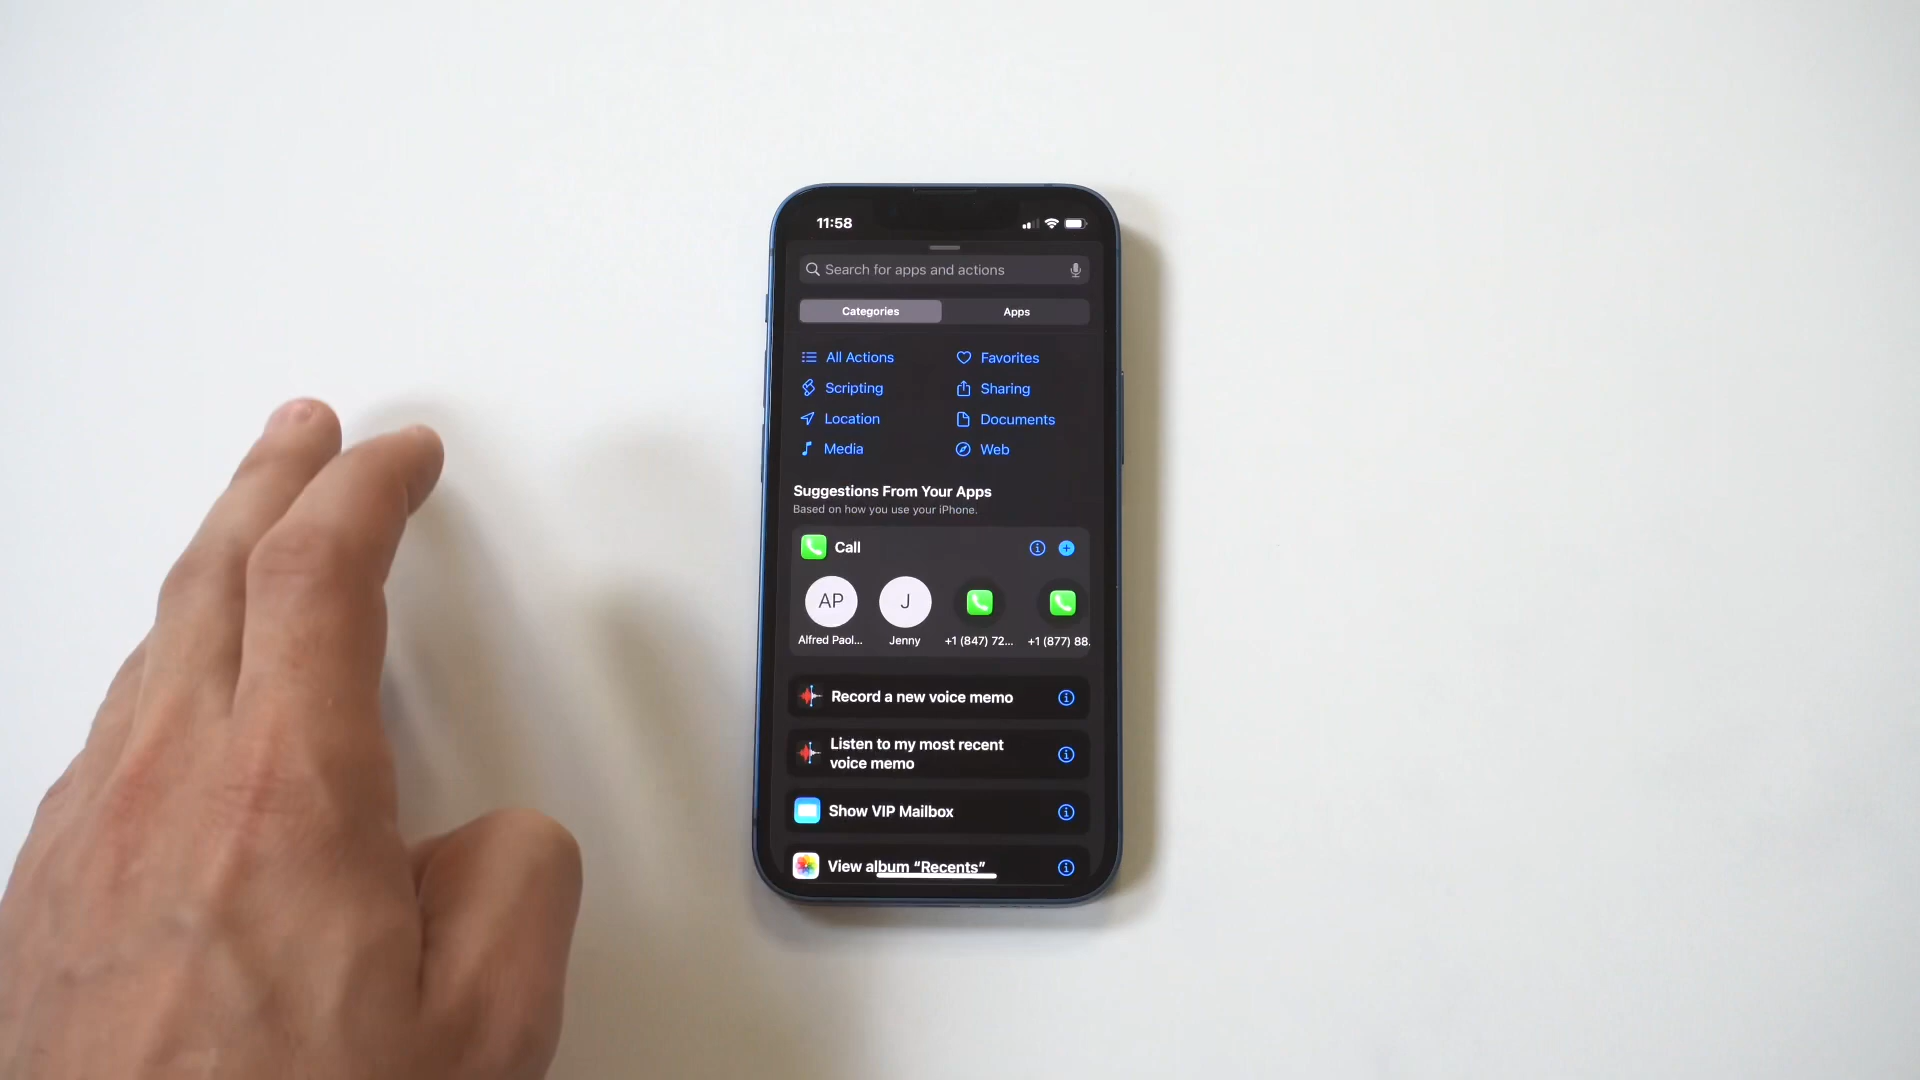 11:58
Search for apps and actions
Categories
Apps
All Actions
Favorites
Scripting
Sharing
Location
Documents
Media
Web
Suggestions From Your Apps
Based on how you use your iPhone.
Call
AP
J
Alfred Paol...
Jenny
+1 (847) 72...
+1 (877) 88.
Record a new voice memo
Listen to my most recent
voice memo
Show VIP Mailbox
View album “Recents”